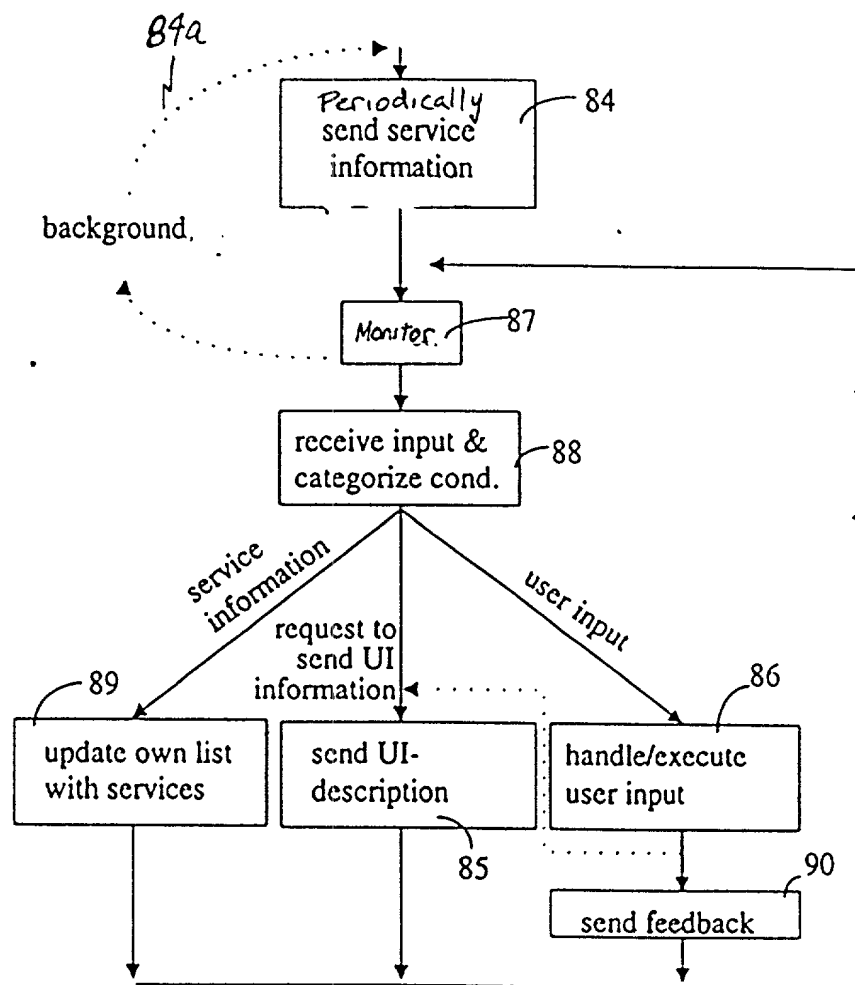 84a
Periodically
send service
information
84
background,
Monitor.
87
receive input &
categorize cond.
88
service
information
request to
send UI
information
user input
89
update own list
with services
send UI-
description
85
86
handle/execute
user input
90
send feedback